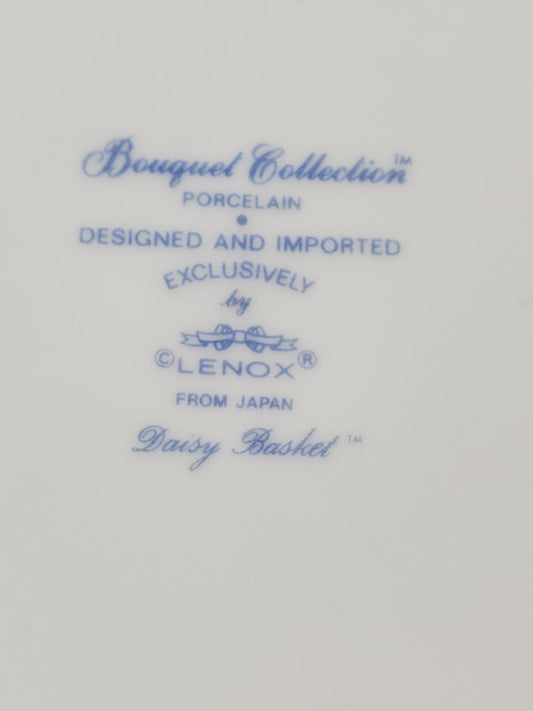 Bouquet Collection™
PORCELAIN
•
DESIGNED AND IMPORTED
EXCLUSIVELY
by
©LENOX®
FROM JAPAN
Daisy Basket™